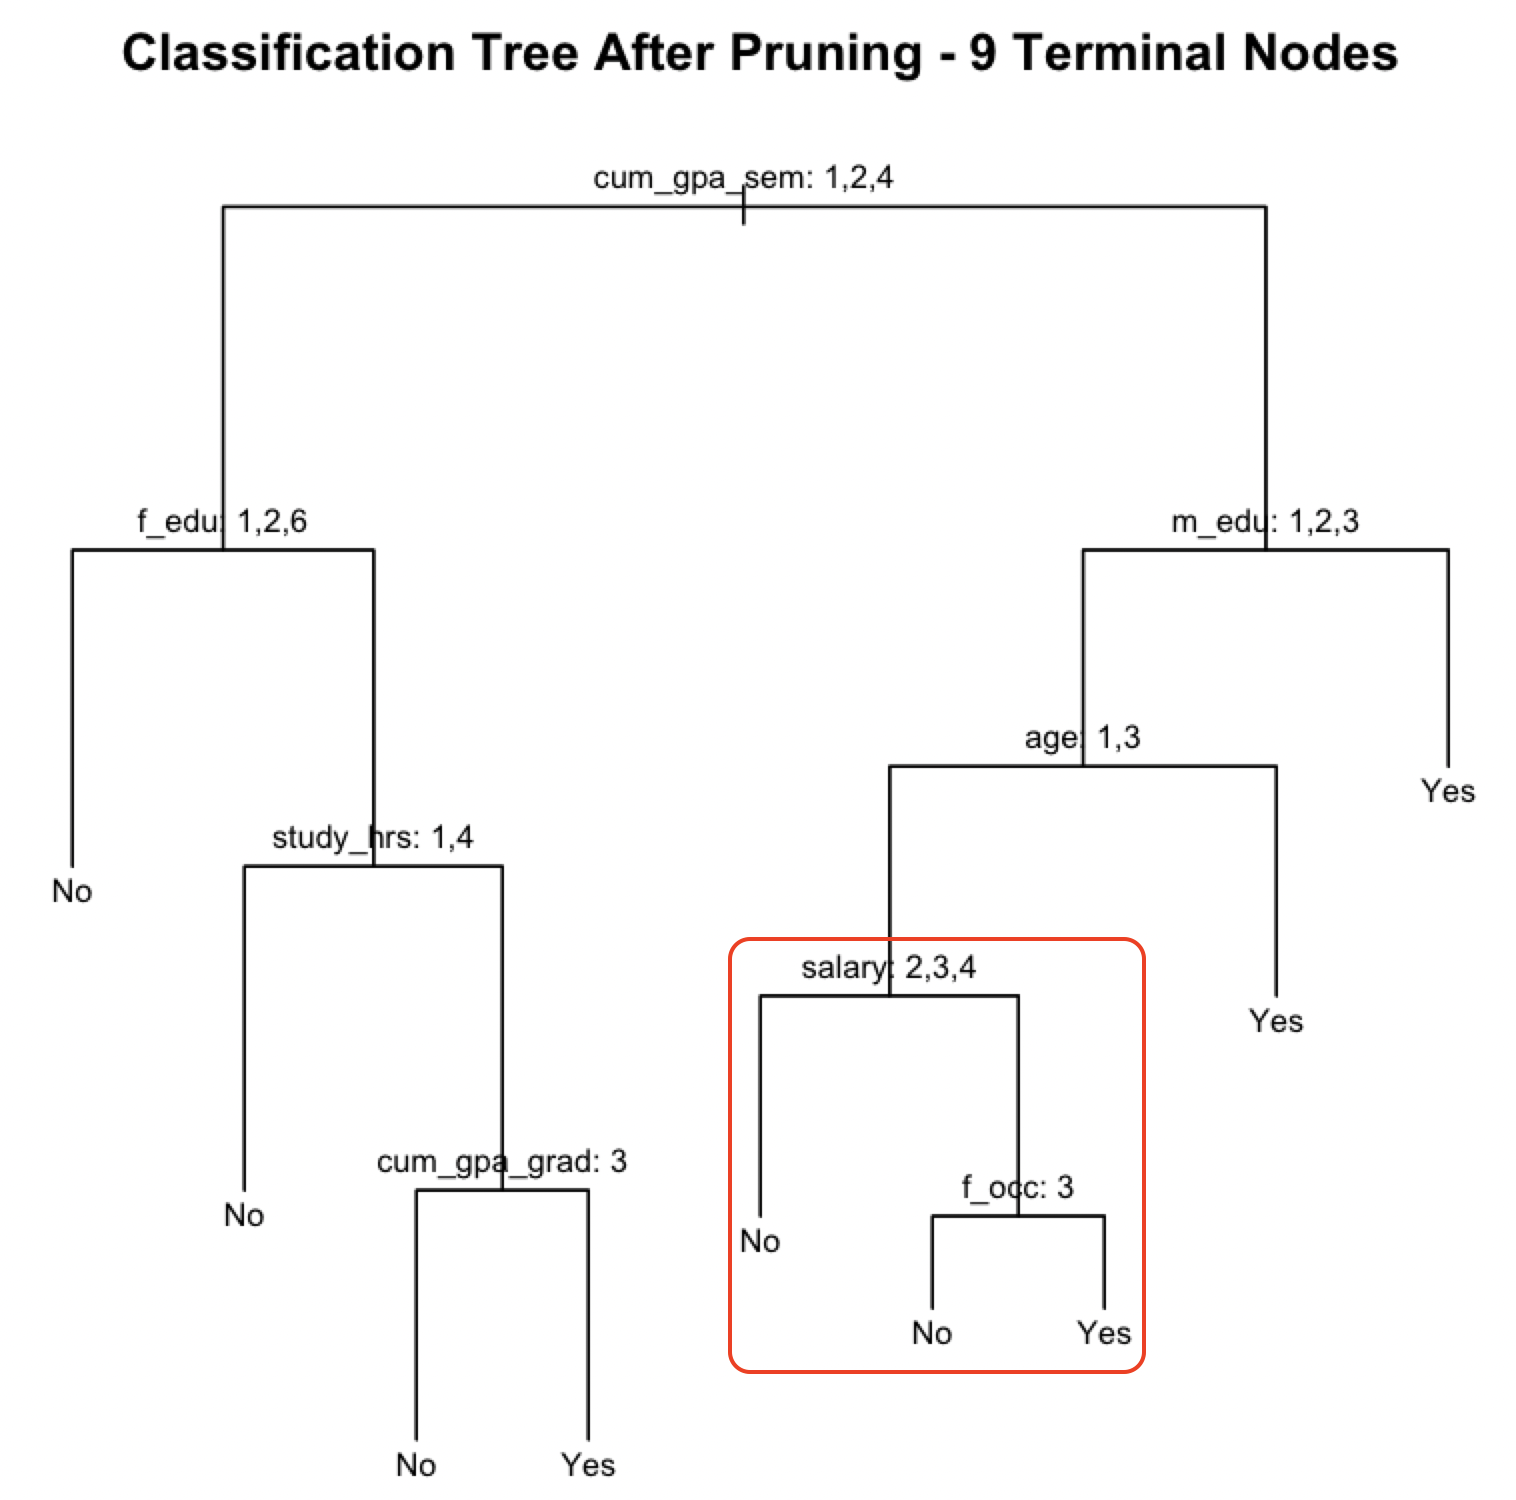 Classification Tree After Pruning - 9 Terminal Nodes
cum_gpa_sem: 1,2,4
f_edu: 1,2,6
m_edu: 1,2,3
age: 1,3
Yes
study_hrs: 1,4
No
salary: 2,3,4
Yes
cum_gpa_grad: 3
f_occ: 3
No
No
No
Yes
No
Yes